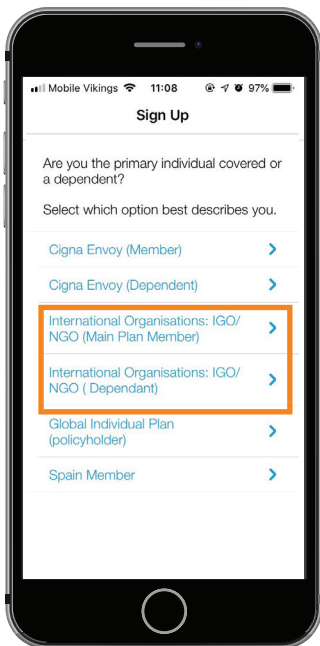 Mobile Vikings 11:08 97%
Sign Up
Are you the primary individual covered or
a dependent?
Select which option best describes you.
Cigna Envoy (Member)
Cigna Envoy (Dependent)
International Organisations: IGO/
NGO (Main Plan Member)
International Organisations: IGO/
NGO ( Dependant)
Global Individual Plan
(policyholder)
Spain Member